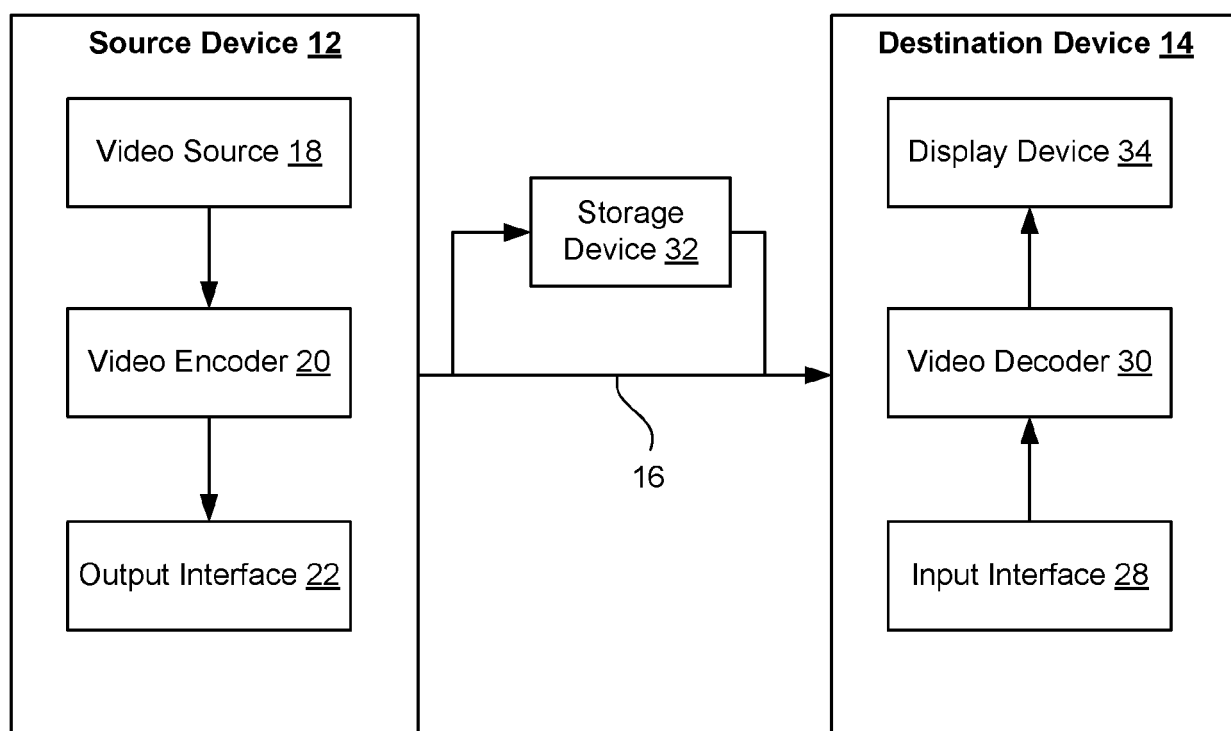 Source Device 12
Video Source 18
Video Encoder 20
Output Interface 22
Storage
Device 32
16
Destination Device 14
Display Device 34
Video Decoder 30
Input Interface 28